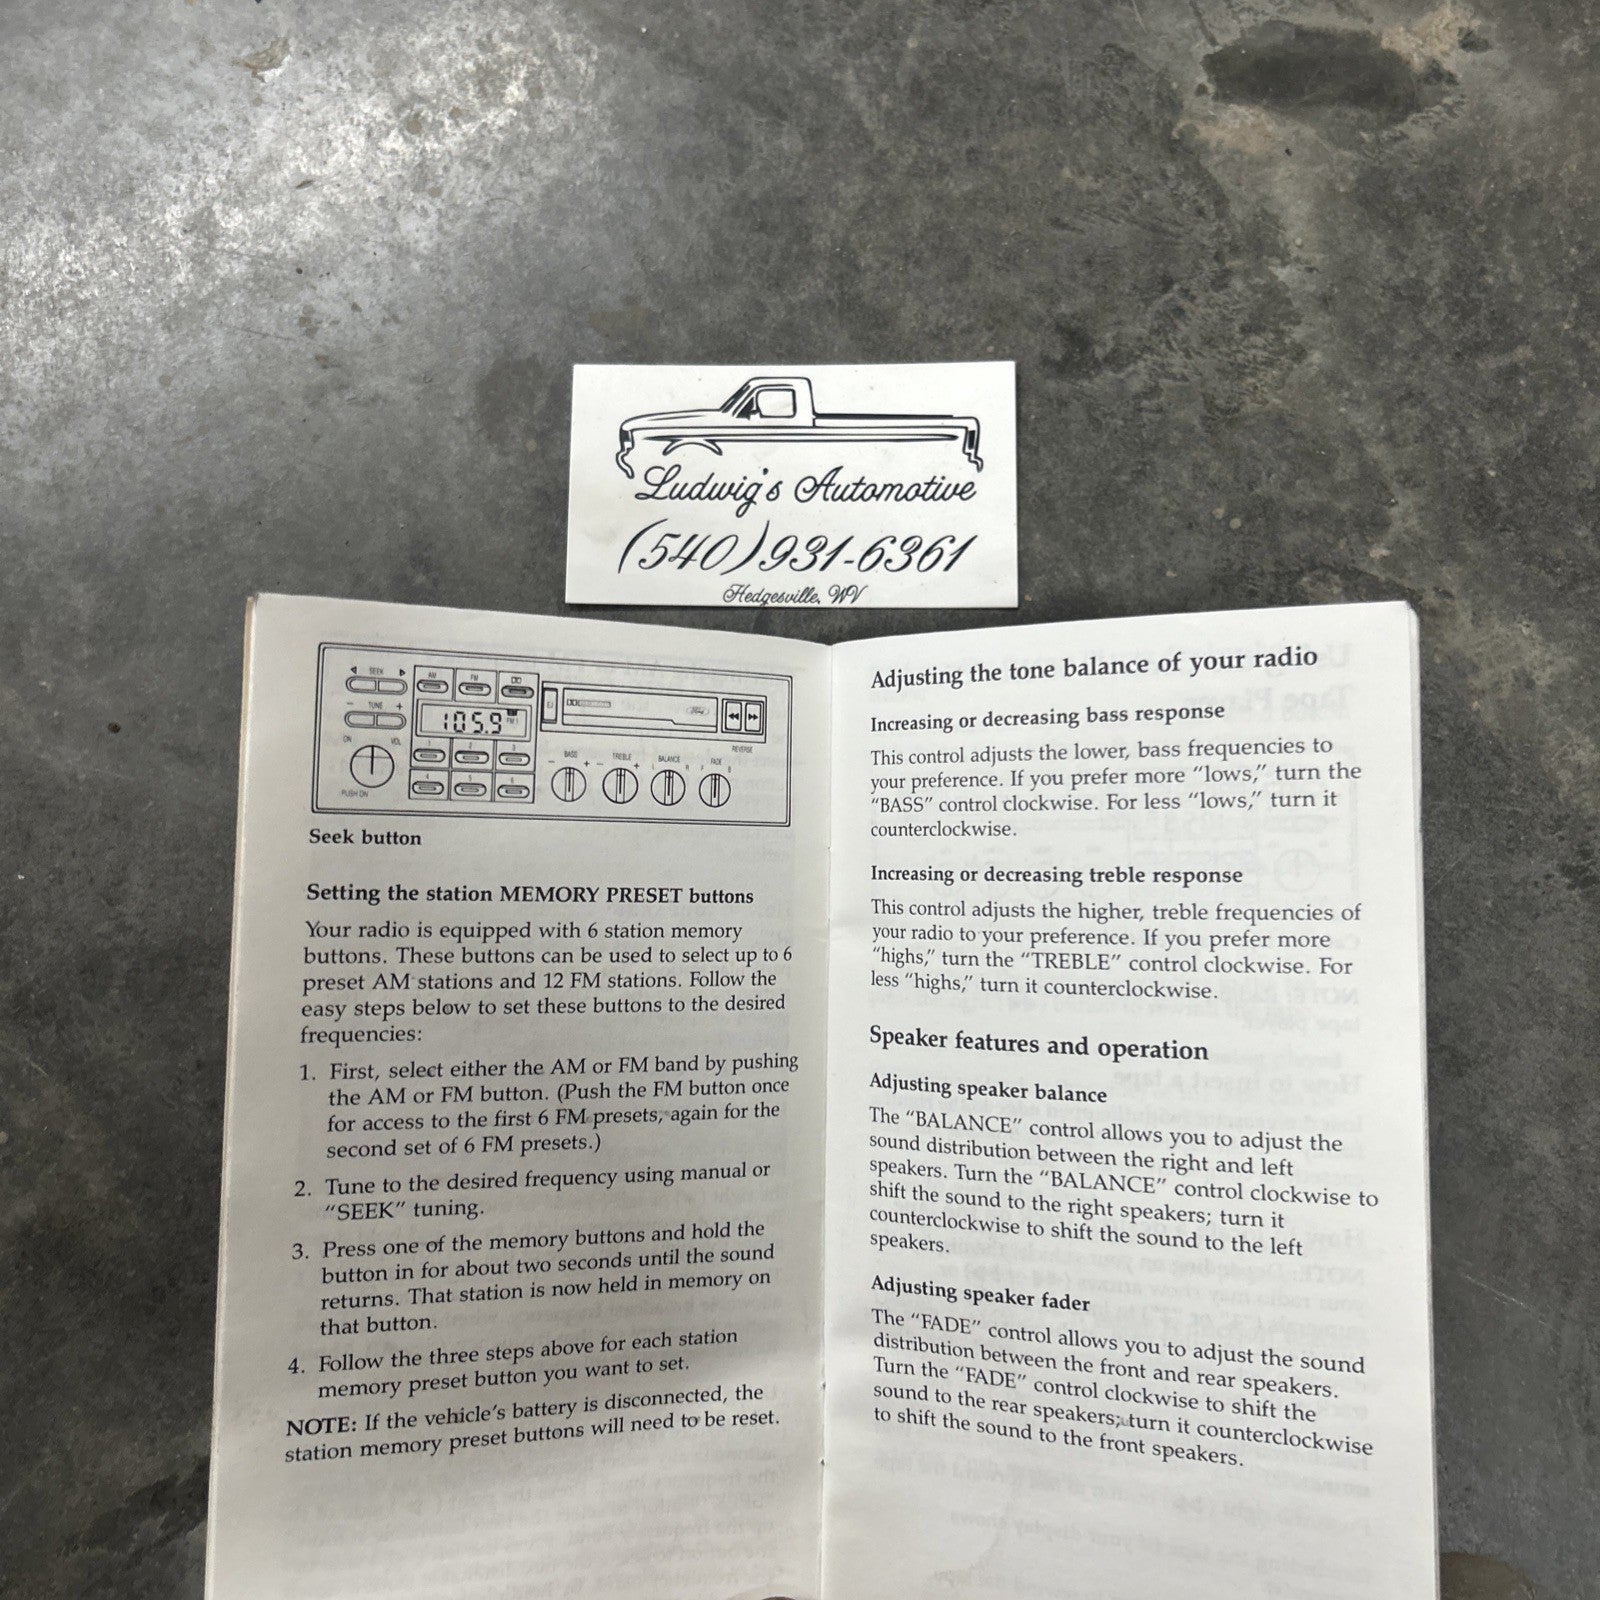 Ludwig's Automotive
(540)931-6361
Hedgesville, WV
SEEK
AM
FM
TUNE
- +
105.9
FM 1
ON
VOL
PUSH ON
1 2 3
4 5 6
REVERSE
BASS
TREBLE
BALANCE
FADE
- + - + L R F B
Seek button
Setting the station MEMORY PRESET buttons
Your radio is equipped with 6 station memory
buttons. These buttons can be used to select up to 6
preset AM stations and 12 FM stations. Follow the
easy steps below to set these buttons to the desired
frequencies:
1. First, select either the AM or FM band by pushing
the AM or FM button. (Push the FM button once
for access to the first 6 FM presets, again for the
second set of 6 FM presets.)
2. Tune to the desired frequency using manual or
“SEEK” tuning.
3. Press one of the memory buttons and hold the
button in for about two seconds until the sound
returns. That station is now held in memory on
that button.
4. Follow the three steps above for each station
memory preset button you want to set.
NOTE: If the vehicle's battery is disconnected, the
station memory preset buttons will need to be reset.
Adjusting the tone balance of your radio
Increasing or decreasing bass response
This control adjusts the lower, bass frequencies to
your preference. If you prefer more “lows,” turn the
“BASS” control clockwise. For less “lows,” turn it
counterclockwise.
Increasing or decreasing treble response
This control adjusts the higher, treble frequencies of
your radio to your preference. If you prefer more
“highs,” turn the “TREBLE” control clockwise. For
less “highs,” turn it counterclockwise.
Speaker features and operation
Adjusting speaker balance
The “BALANCE” control allows you to adjust the
sound distribution between the right and left
speakers. Turn the “BALANCE” control clockwise to
shift the sound to the right speakers; turn it
counterclockwise to shift the sound to the left
speakers.
Adjusting speaker fader
The “FADE” control allows you to adjust the sound
distribution between the front and rear speakers.
Turn the “FADE” control clockwise to shift the
sound to the rear speakers; turn it counterclockwise
to shift the sound to the front speakers.